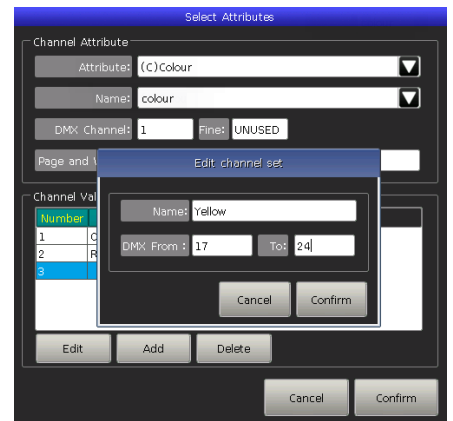 Select Attributes
Channel Attribute
Attribute: (C)Colour
Name: colour
DMX Channel: 1 Fine: UNUSED
Page and
Edit channel set
Channel Val
Name: Yellow
Number
1
DMX From : 17 To: 24
2 R
3
Cancel Confirm
Edit Add Delete
Cancel Confirm